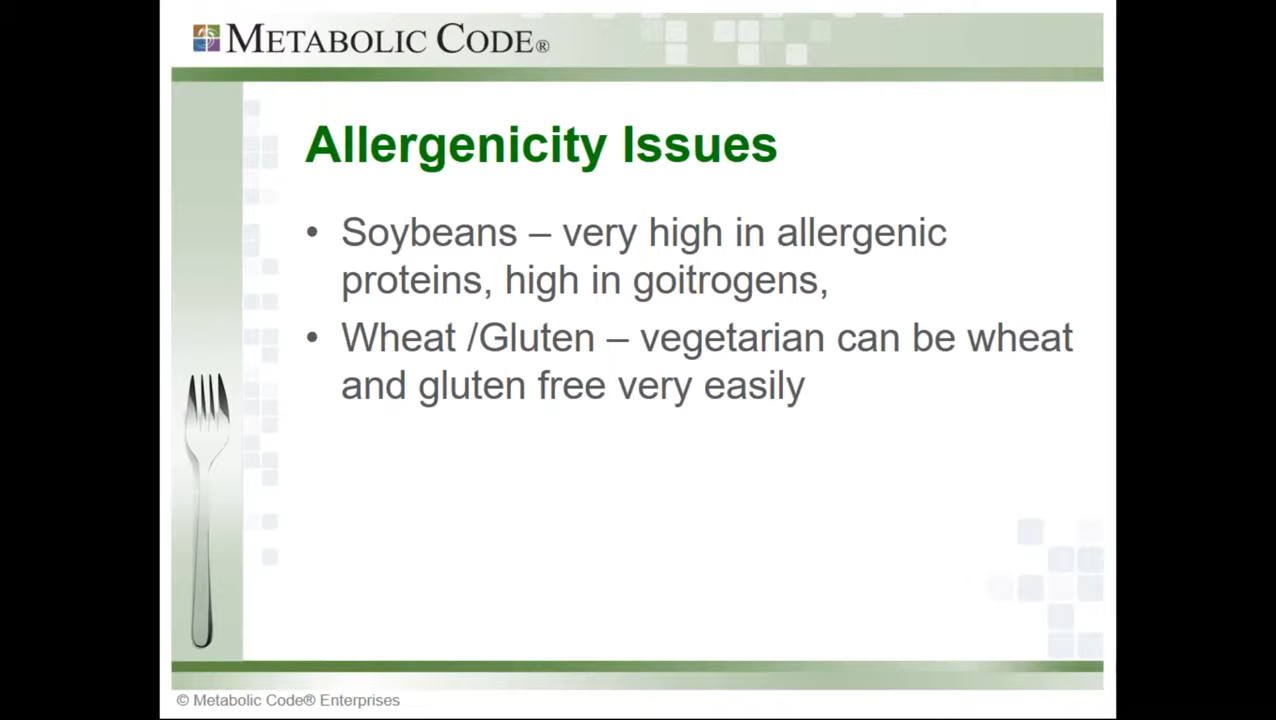 METABOLIC CODE®
Allergenicity Issues
• Soybeans – very high in allergenic
proteins, high in goitrogens,
• Wheat /Gluten – vegetarian can be wheat
and gluten free very easily
© Metabolic Code® Enterprises